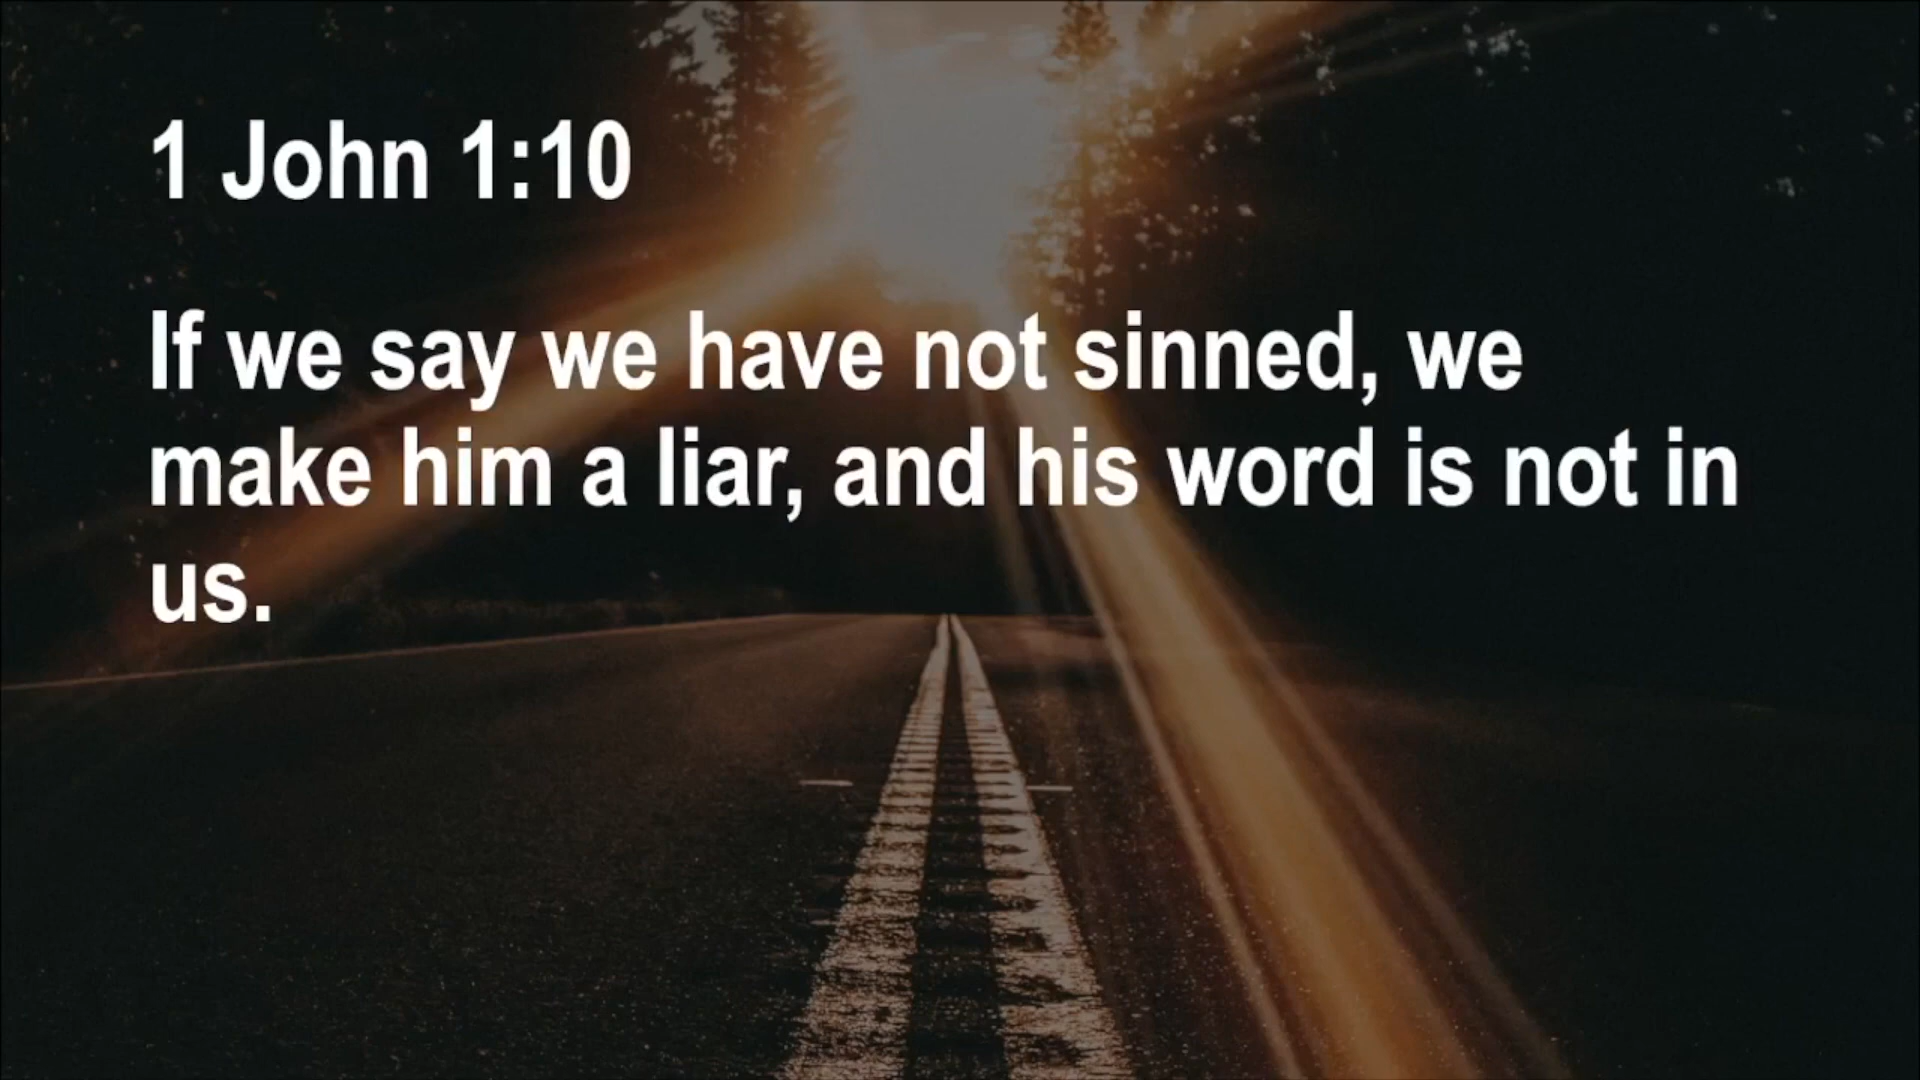 1 John 1:10
If we say we have not sinned, we
make him a liar, and his word is not in
us.